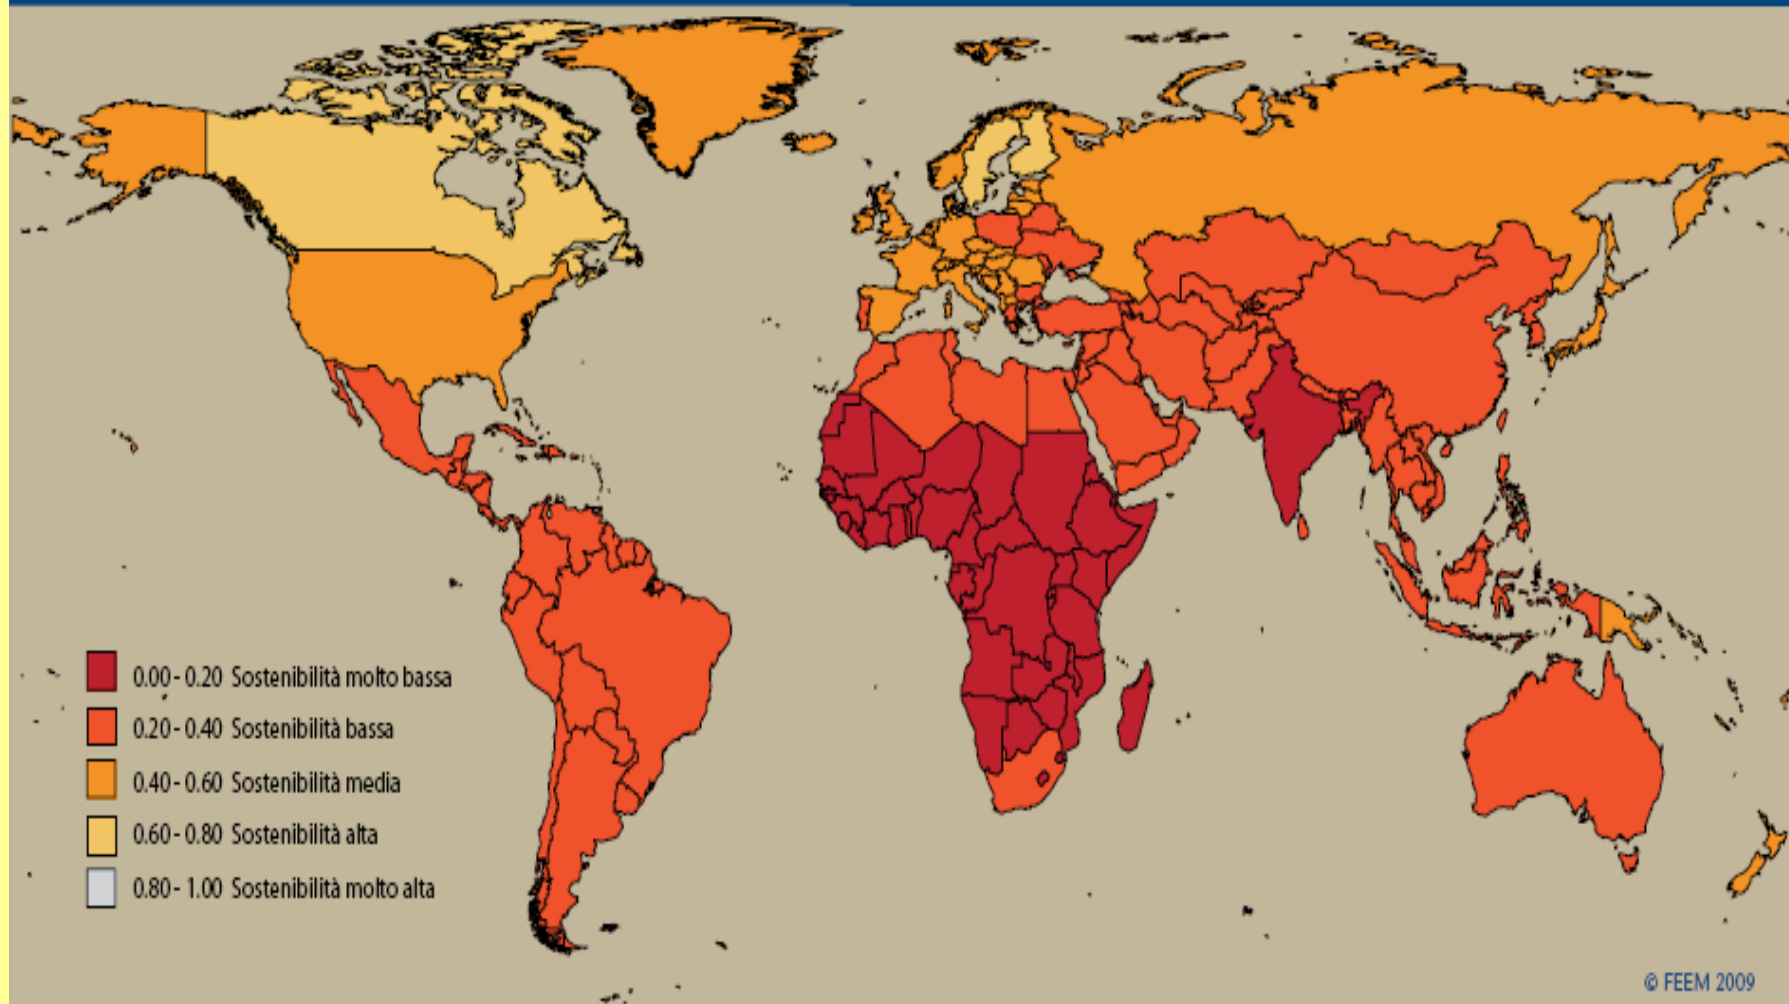 0.00 - 0.20 Sostenibilità molto bassa
0.20 - 0.40 Sostenibilità bassa
0.40 - 0.60 Sostenibilità media
0.60 - 0.80 Sostenibilità alta
0.80 - 1.00 Sostenibilità molto alta
© FEEM 2009